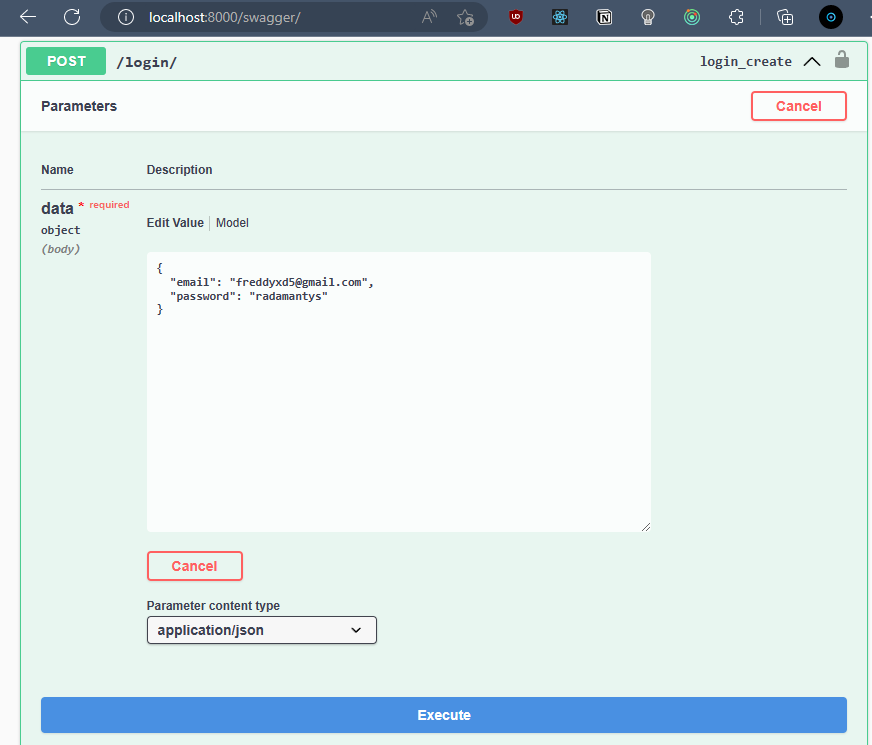 localhost:8000/swagger/
POST /login/ login_create
Parameters Cancel
Name Description
data * required
object
(body)
Edit Value Model
{
"email": "freddyxd5@gmail.com",
"password": "radamantys"
}
Cancel
Parameter content type
application/json
Execute